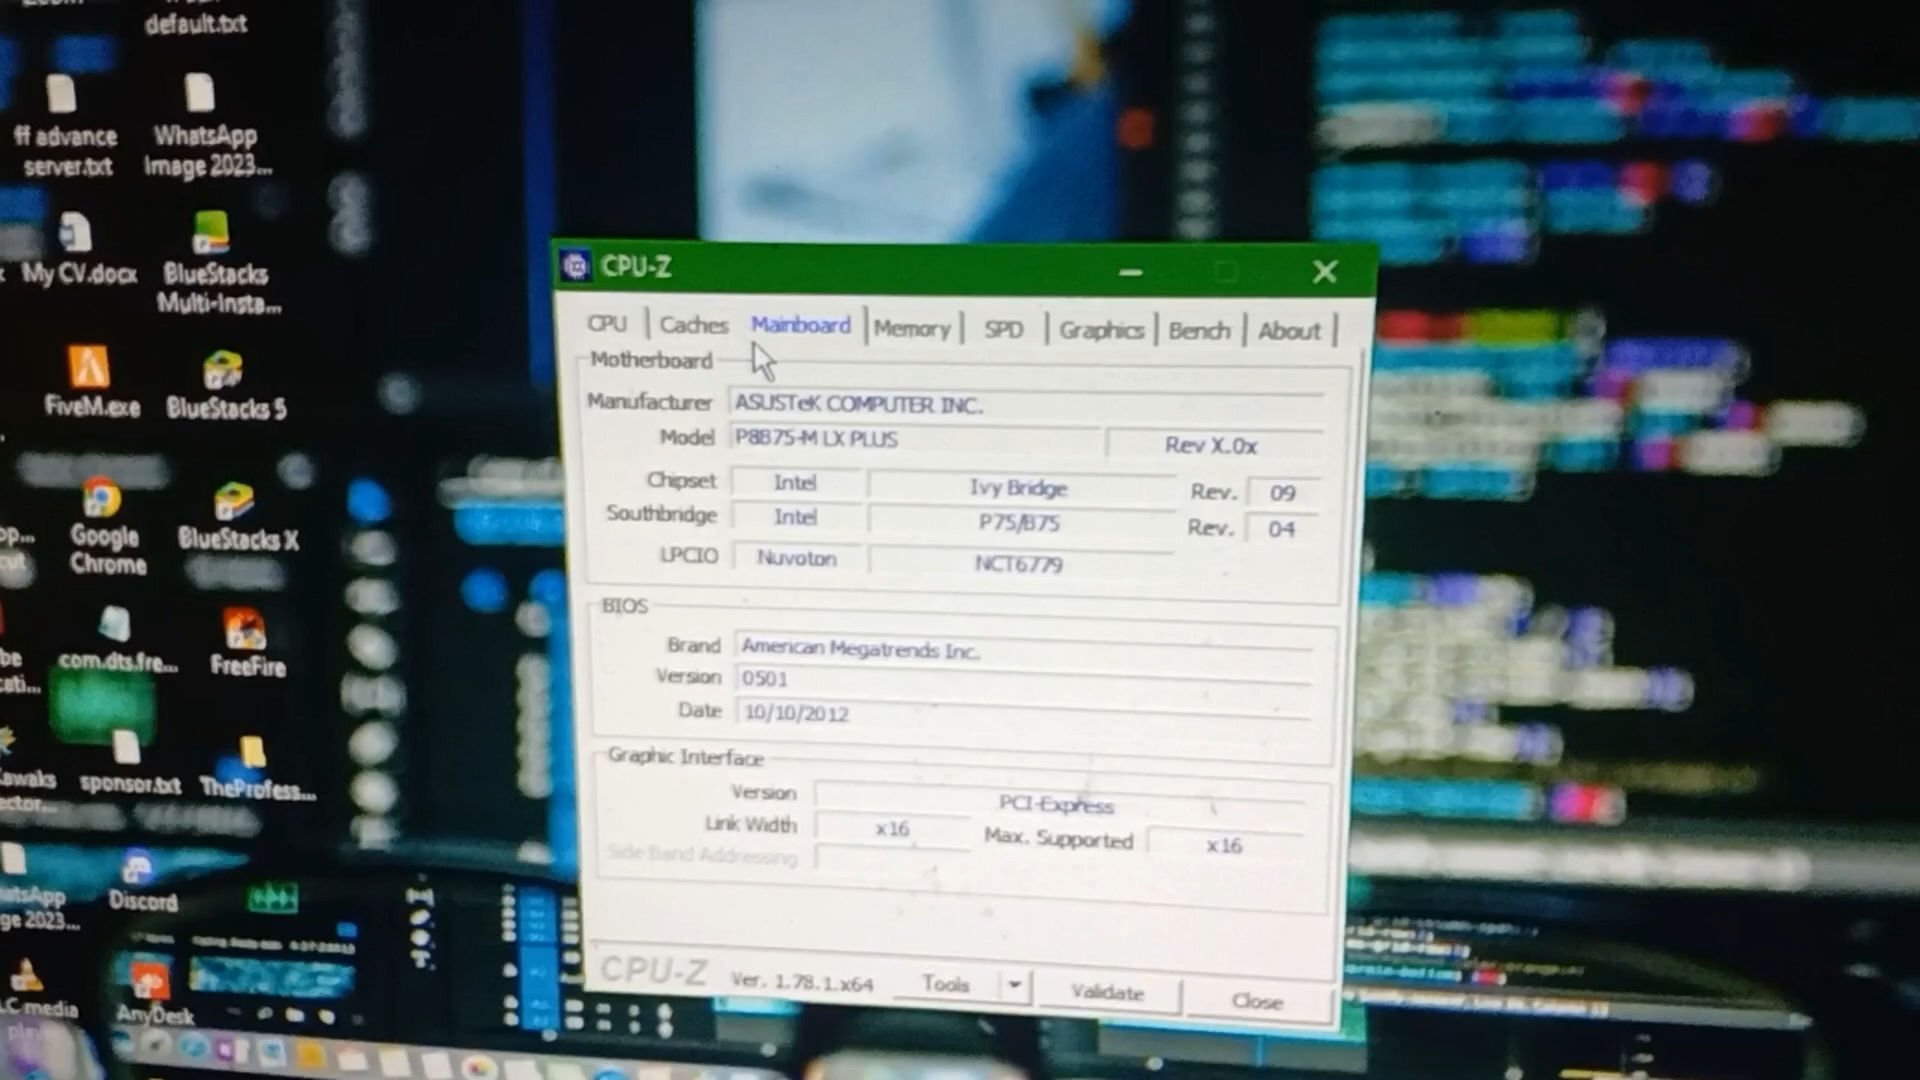 default.txt
ff advance
server.txt
WhatsApp
Image 2023...
My CV.docx
BlueStacks
Multi-Insta...
FiveM.exe
BlueStacks 5
Google
Chrome
BlueStacks X
com.dts.fre...
FreeFire
sponsor.txt
TheProfess...
Discord
AnyDesk
CPU-Z
CPU Caches Mainboard Memory SPD Graphics Bench About
Motherboard
Manufacturer ASUSTeK COMPUTER INC.
Model P8B75-M LX PLUS Rev X.0x
Chipset Intel Ivy Bridge Rev. 09
Southbridge Intel P75/B75 Rev. 04
LPCIO Nuvoton NCT6779
BIOS
Brand American Megatrends Inc.
Version 0501
Date 10/10/2012
Graphic Interface
Version PCI-Express
Link Width x16 Max. Supported x16
Side Band Addressing
CPU-Z Ver. 1.78.1.x64 Tools Validate Close